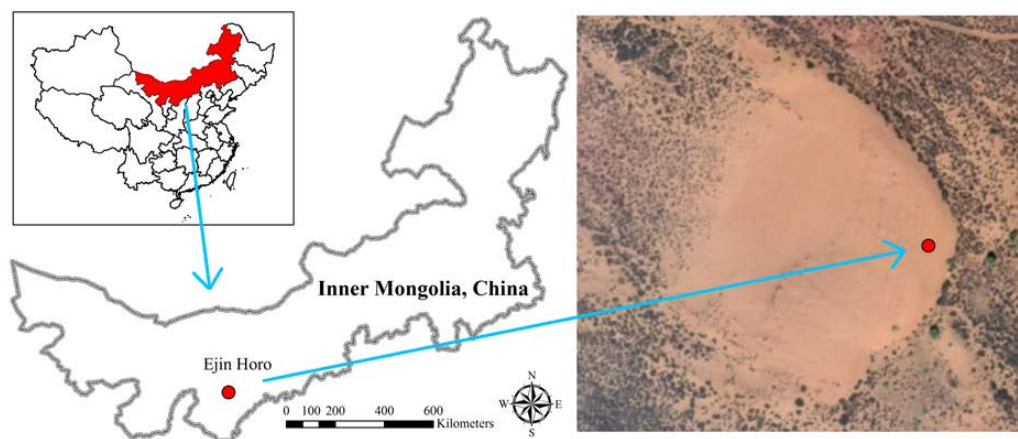 Inner Mongolia, China
Ejin Horo
N
W E
S
0 100 200 400 600
Kilometers